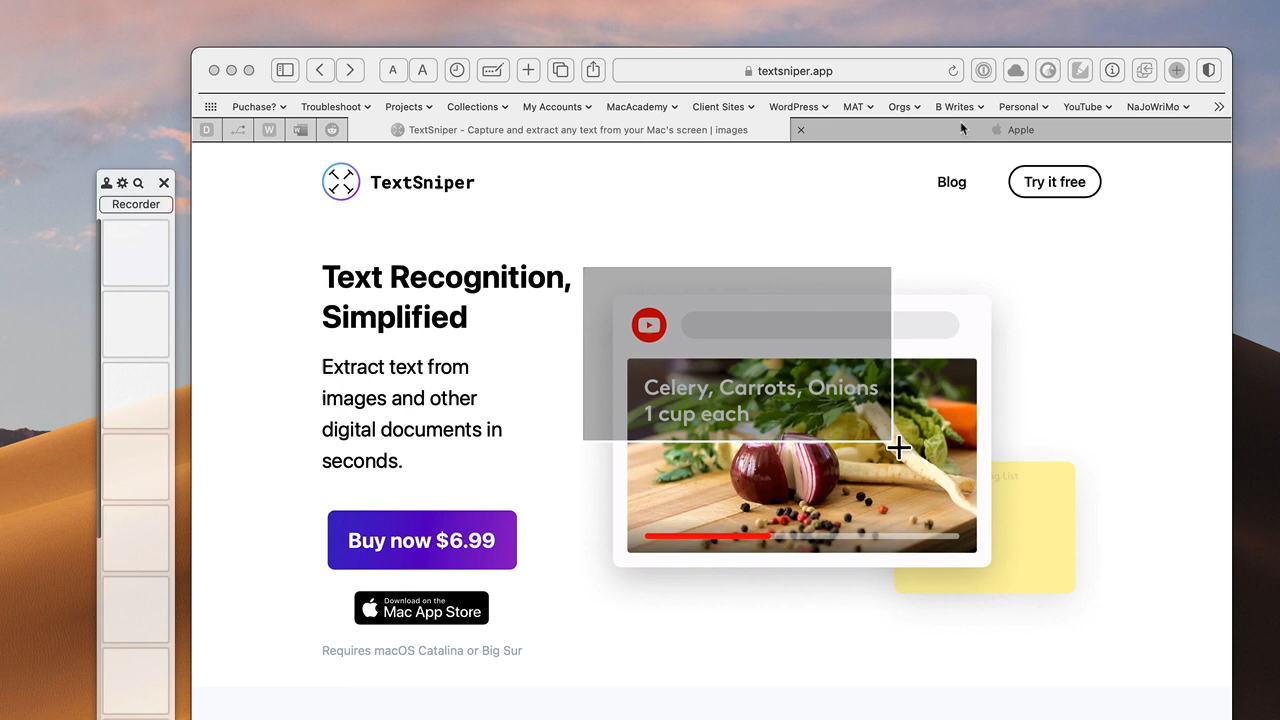 A A + textsniper.app
Puchase? Troubleshoot Projects Collections My Accounts MacAcademy Client Sites WordPress MAT Orgs B Writes Personal YouTube NaJoWriMo
D W TextSniper - Capture and extract any text from your Mac's screen | images Apple
Recorder
TextSniper
Blog
Try it free
Text Recognition,
Simplified
Extract text from
images and other
digital documents in
seconds.
Celery, Carrots, Onions
1 cup each
List
Buy now $6.99
Download on the
Mac App Store
Requires macOS Catalina or Big Sur